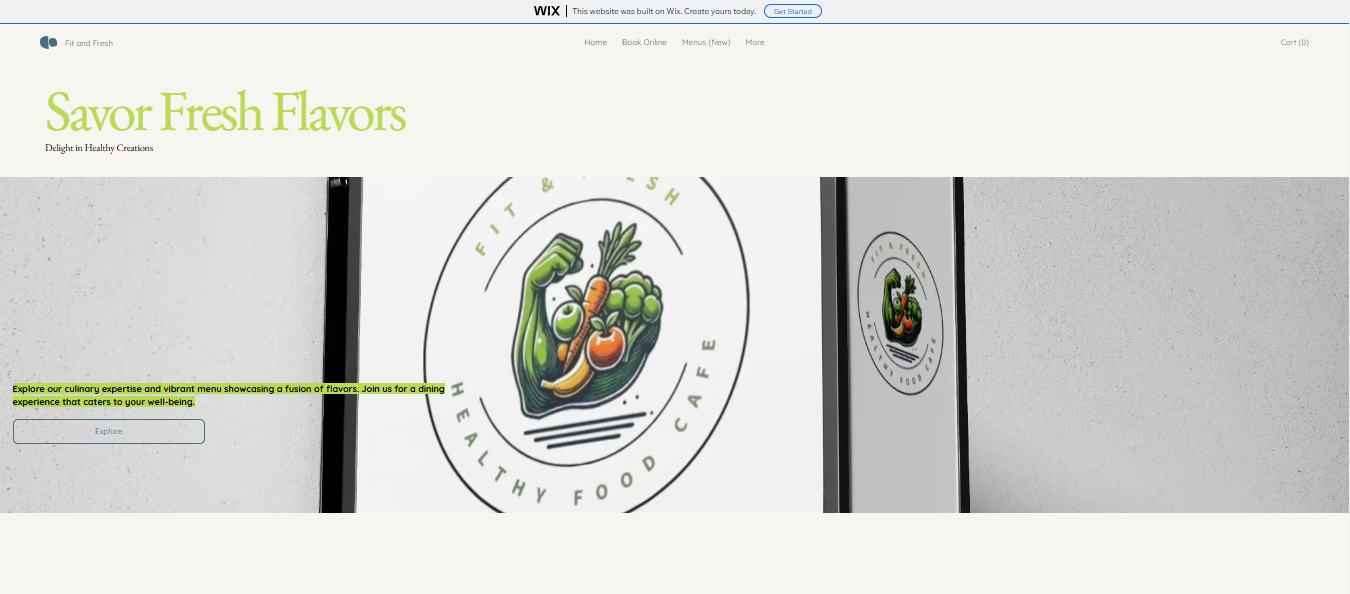 WIX
This website was built on Wix. Create yours today.
Get Started
Fit and Fresh
Home
Book Online
Menus (New)
More
Cart (0)
Savor Fresh Flavors
Delight in Healthy Creations
FIT & FRESH
HEALTHY FOOD CAFE
FIT & FRESH
HEALTHY FOOD CAFE
Explore our culinary expertise and vibrant menu showcasing a fusion of flavors. Join us for a dining
experience that caters to your well-being.
Explore